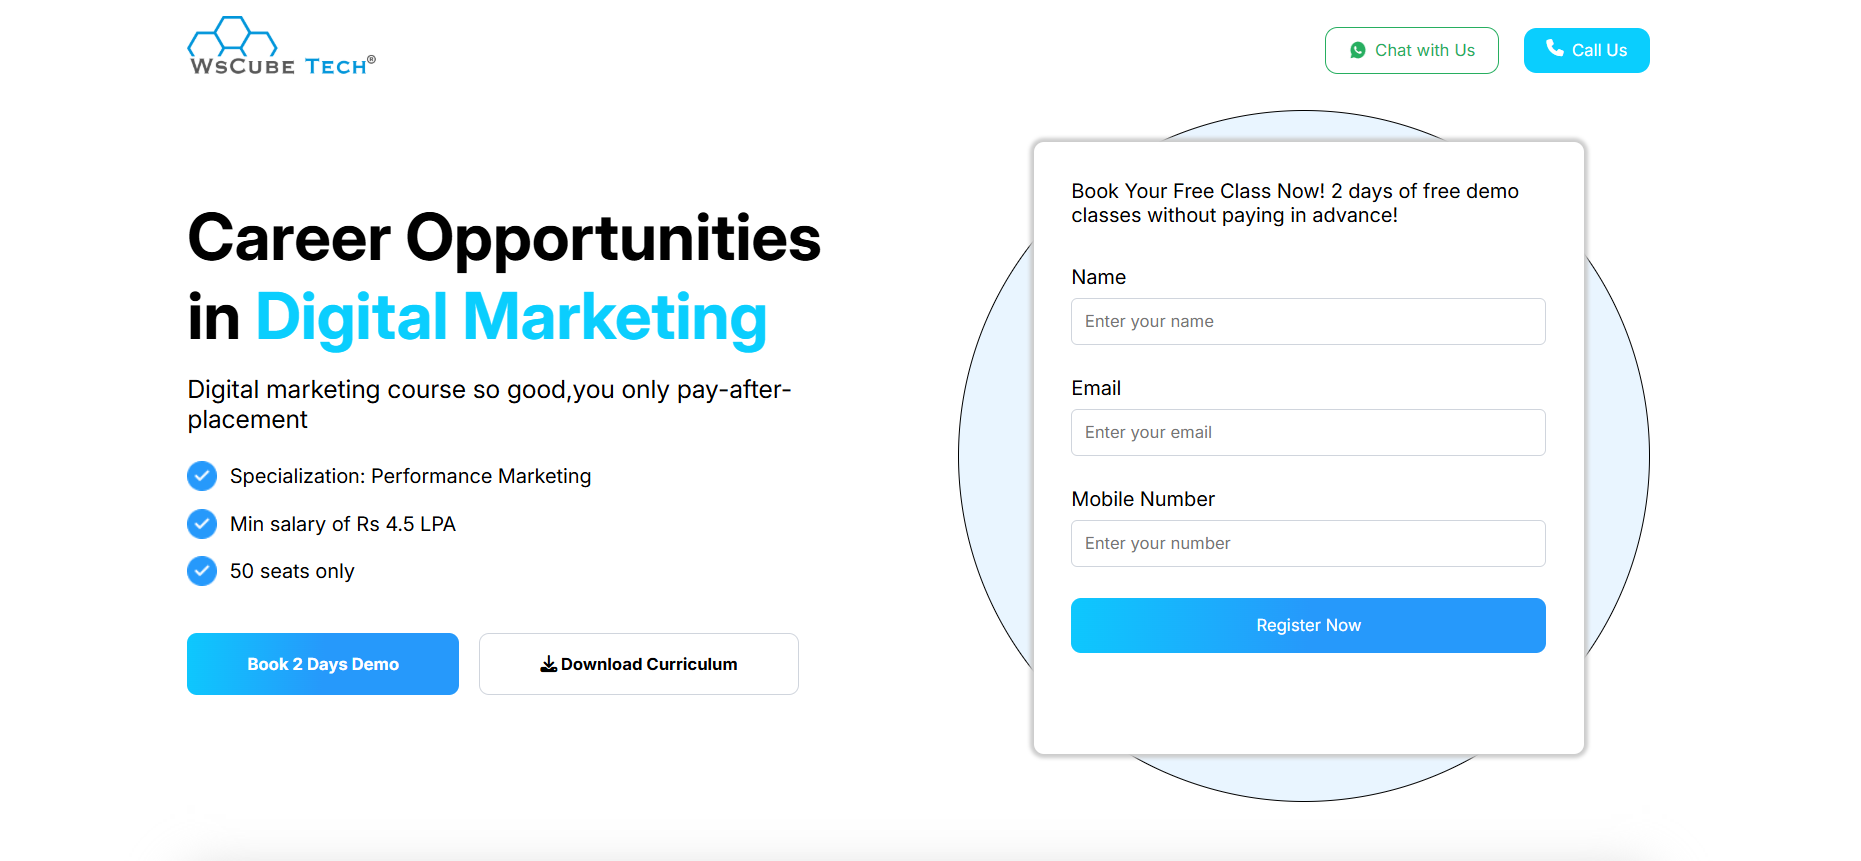 WsCube Tech®
Chat with Us
Call Us
Career Opportunities
in Digital Marketing
Digital marketing course so good,you only pay-after-
placement
Specialization: Performance Marketing
Min salary of Rs 4.5 LPA
50 seats only
Book 2 Days Demo
Download Curriculum
Book Your Free Class Now! 2 days of free demo
classes without paying in advance!
Name
Enter your name
Email
Enter your email
Mobile Number
Enter your number
Register Now